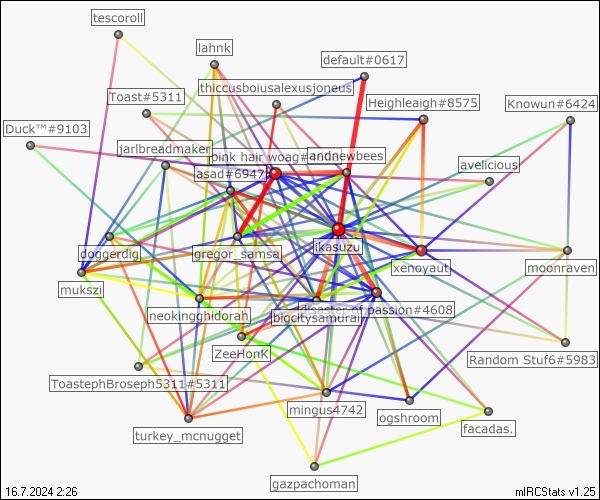 tescoroll
lahnk
default#0617
thiccusboiusalexusjoneus
Toast#5311
Heighleaigh#8575
Knowun#6424
Duck™#9103
jarlbreadmaker
pink hair woag#
andnewbees
avelicious
asad#6947
doggerdig
gregor_samsa
ikasuzu
xenoyaut
moonraven
mukszi
neokingghidorah
bigcitysamurai
disaster of passion#4608
ZeeHonK
Random Stuf6#5983
ToastephBroseph5311#5311
mingus4742
ogshroom
facadas.
turkey_mcnugget
gazpachoman
16.7.2024 2:26
mIRCStats v1.25